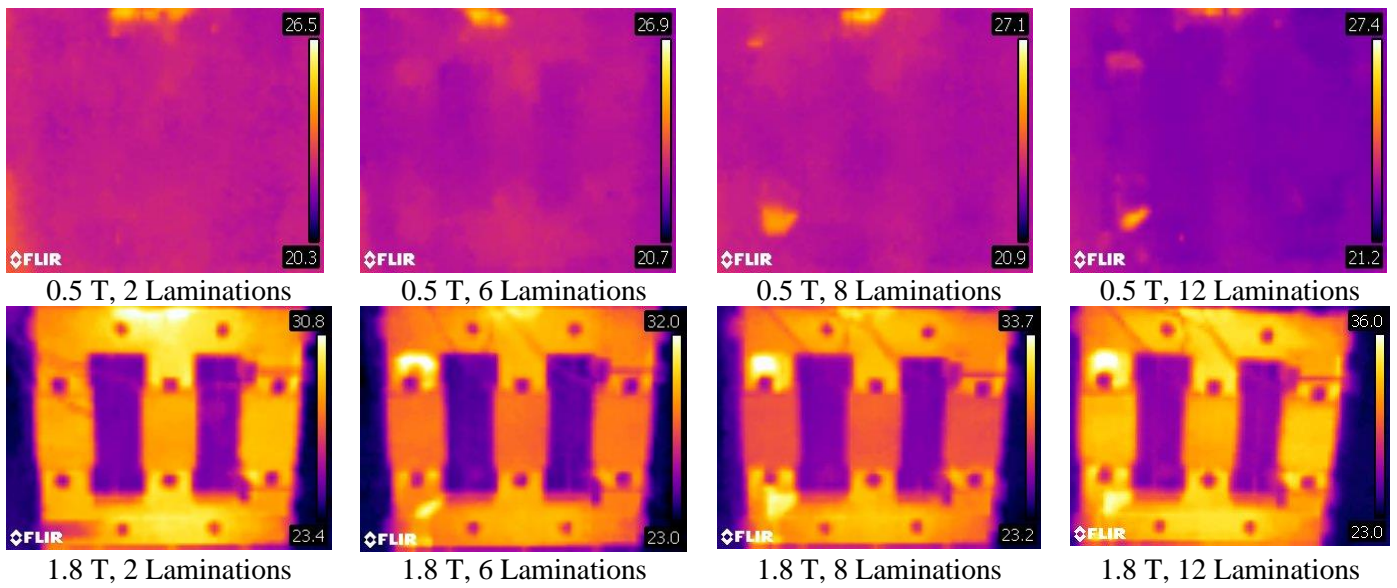 26.5 26.9 27.1 27.4
FLIR 20.3 FLIR 20.7 FLIR 20.9 FLIR 21.2
0.5 T, 2 Laminations 0.5 T, 6 Laminations 0.5 T, 8 Laminations 0.5 T, 12 Laminations
30.8 32.0 33.7 36.0
FLIR 23.4 FLIR 23.0 FLIR 23.2 FLIR 23.0
1.8 T, 2 Laminations 1.8 T, 6 Laminations 1.8 T, 8 Laminations 1.8 T, 12 Laminations